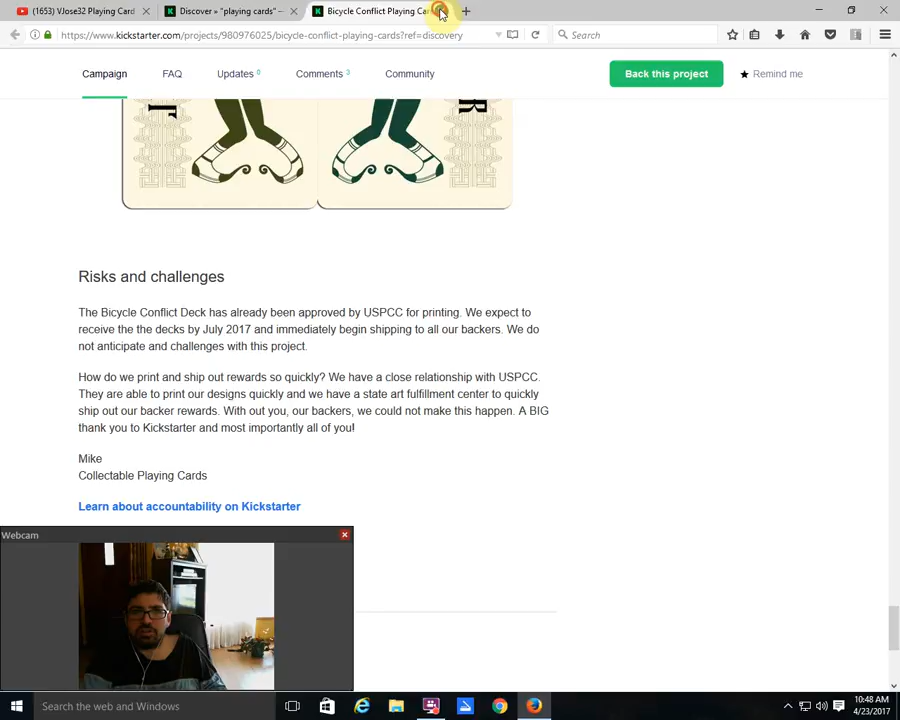 (1653) VJose32 Playing Card
Discover » "playing cards" —
Bicycle Conflict Playing Car
https://www.kickstarter.com/projects/980976025/bicycle-conflict-playing-cards?ref=discovery
Search
Campaign
FAQ
Updates 0
Comments 3
Community
Back this project
Remind me
Risks and challenges
The Bicycle Conflict Deck has already been approved by USPCC for printing. We expect to
receive the the decks by July 2017 and immediately begin shipping to all our backers. We do
not anticipate and challenges with this project.
How do we print and ship out rewards so quickly? We have a close relationship with USPCC.
They are able to print our designs quickly and we have a state art fulfillment center to quickly
ship out our backer rewards. With out you, our backers, we could not make this happen. A BIG
thank you to Kickstarter and most importantly all of you!
Mike
Collectable Playing Cards
Learn about accountability on Kickstarter
Webcam
Search the web and Windows
10:48 AM
4/23/2017